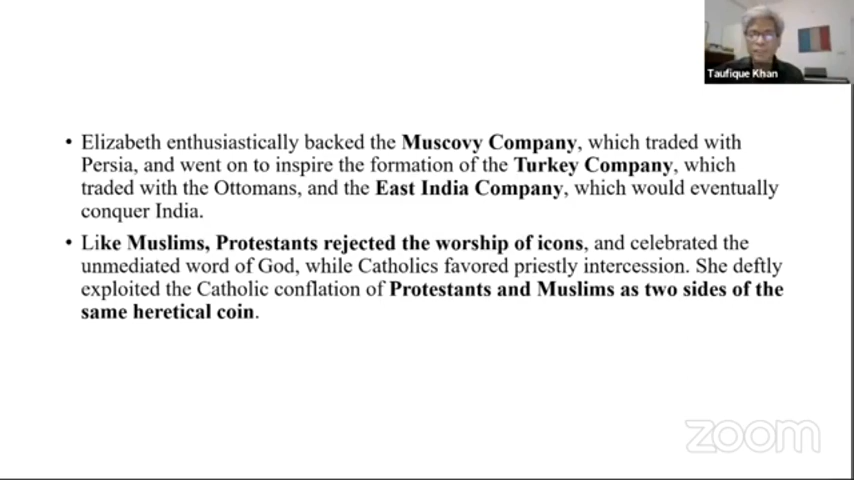 Taufique Khan
• Elizabeth enthusiastically backed the Muscovy Company, which traded with
Persia, and went on to inspire the formation of the Turkey Company, which
traded with the Ottomans, and the East India Company, which would eventually
conquer India.
• Like Muslims, Protestants rejected the worship of icons, and celebrated the
unmediated word of God, while Catholics favored priestly intercession. She deftly
exploited the Catholic conflation of Protestants and Muslims as two sides of the
same heretical coin.
zoom